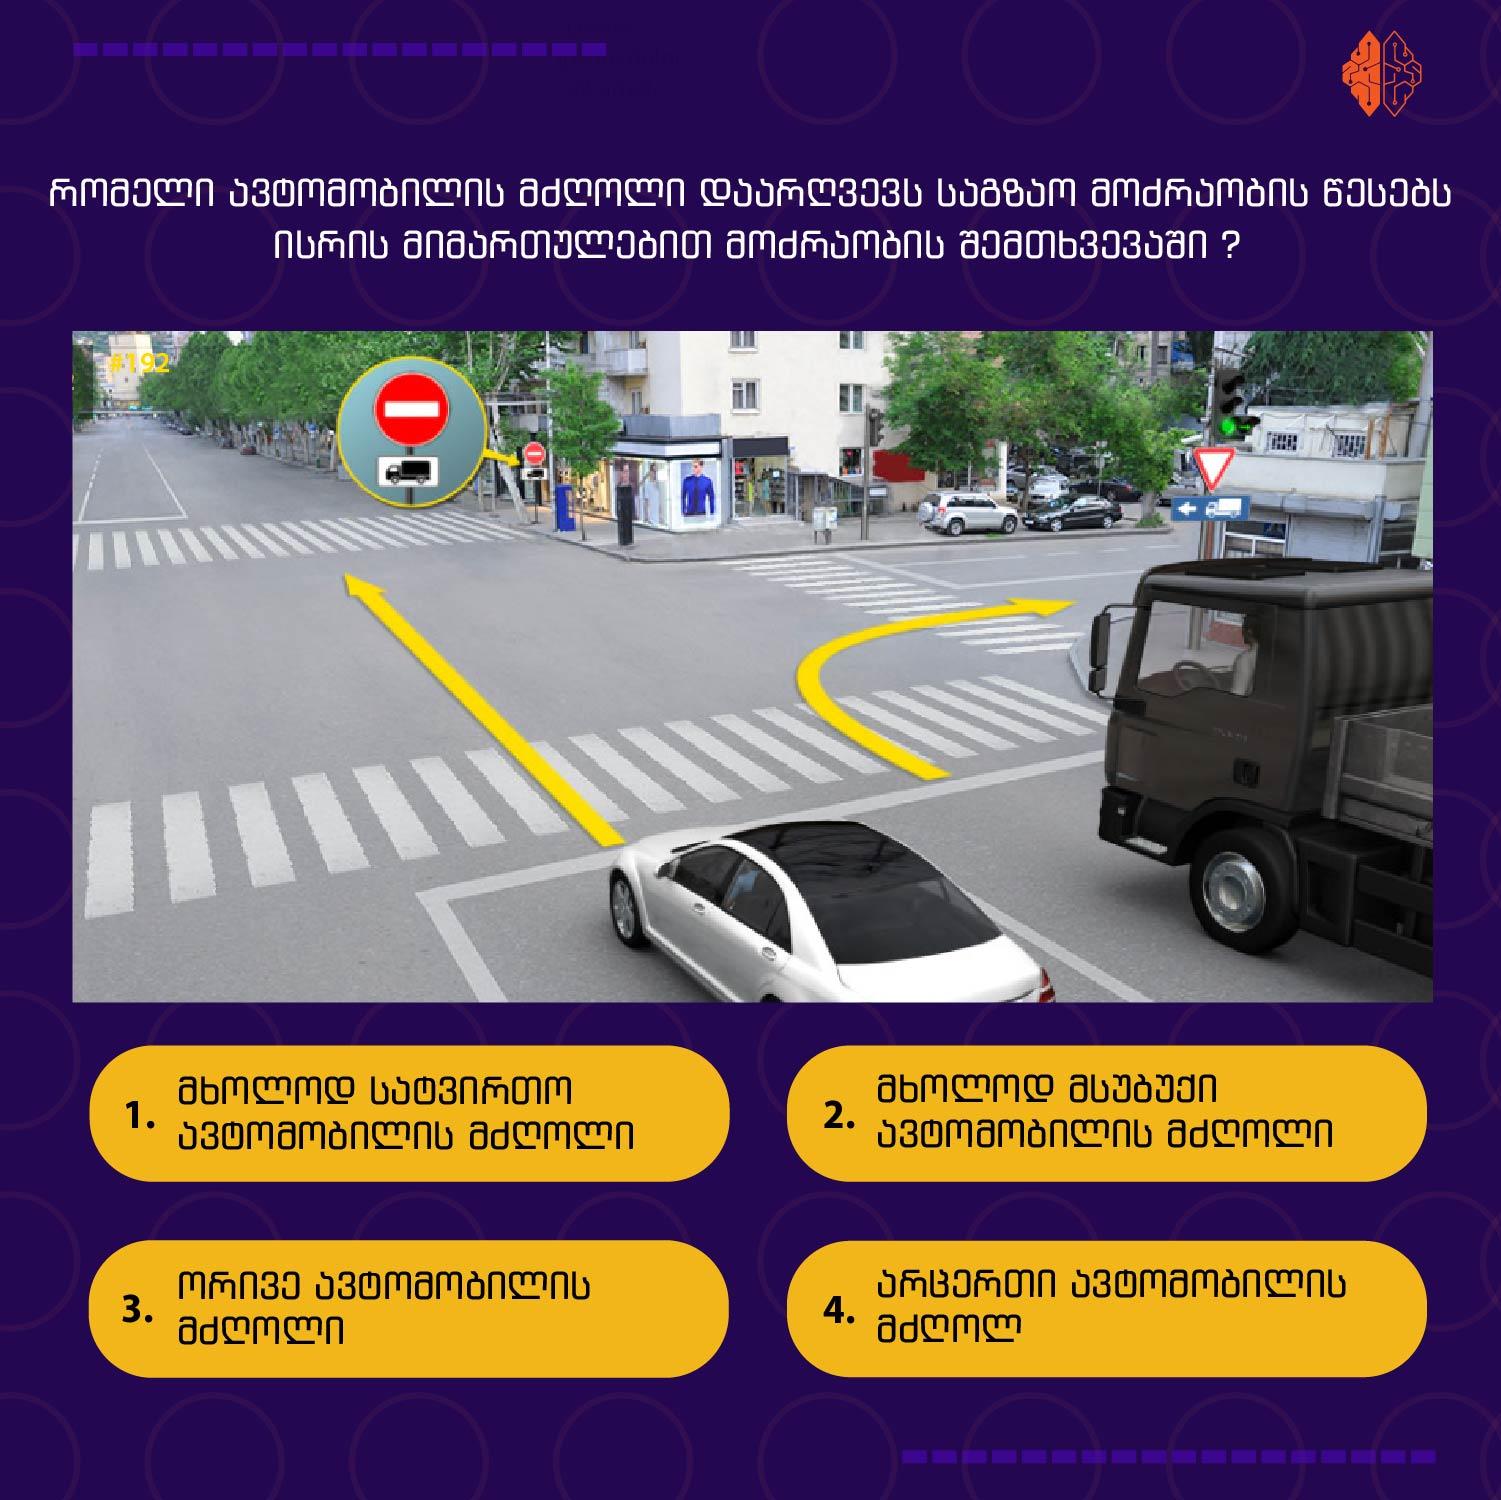 რომელი ავტომობილის მძღოლი დაარღვევს საგზაო მოძრაობის წესებს
ისრის მიმართულებით მოძრაობის შემთხვევაში ?
#192
1. მხოლოდ სატვირთო
ავტომობილის მძღოლი
2. მხოლოდ მსუბუქი
ავტომობილის მძღოლი
3. ორივე ავტომობილის
მძღოლი
4. არცერთი ავტომობილის
მძღოლ